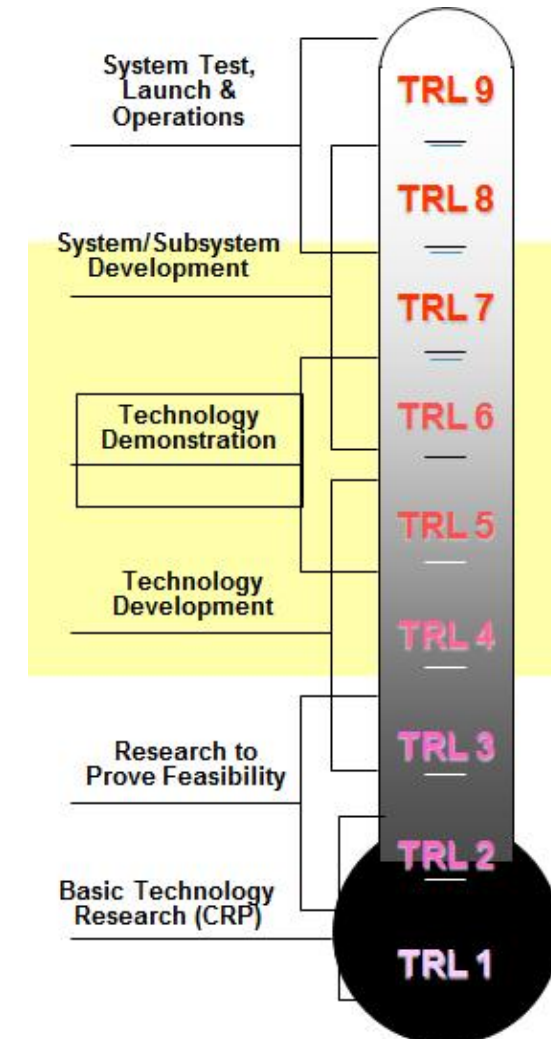 System Test,
Launch &
Operations
TRL 9
TRL 8
System/Subsystem
Development
TRL 7
Technology
Demonstration
TRL 6
TRL 5
Technology
Development
TRL 4
Research to
Prove Feasibility
TRL 3
TRL 2
Basic Technology
Research (CRP)
TRL 1